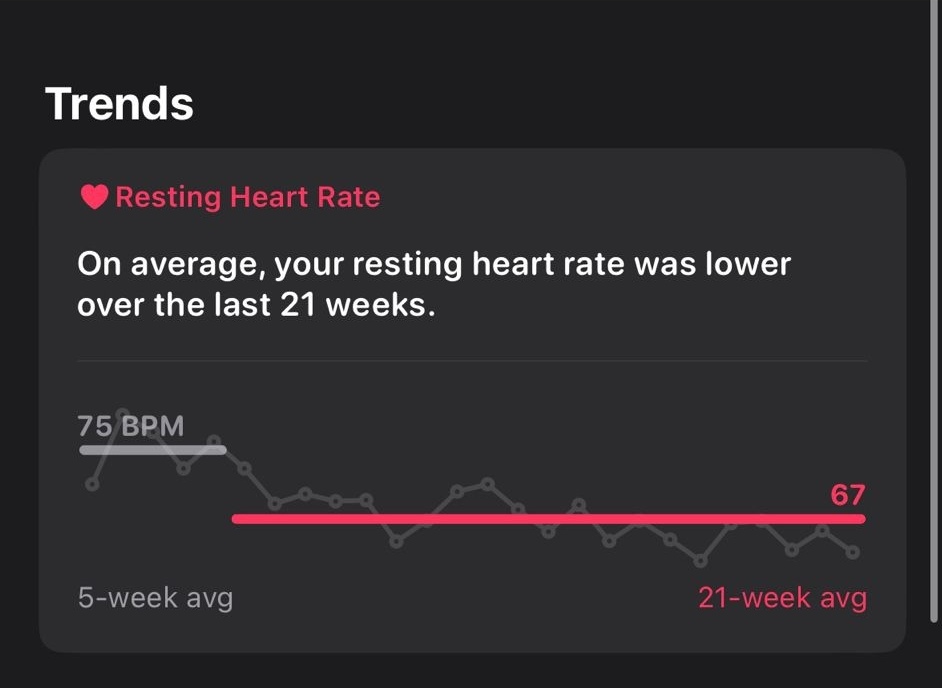 Trends
Resting Heart Rate
On average, your resting heart rate was lower
over the last 21 weeks.
75 BPM
67
5-week avg
21-week avg